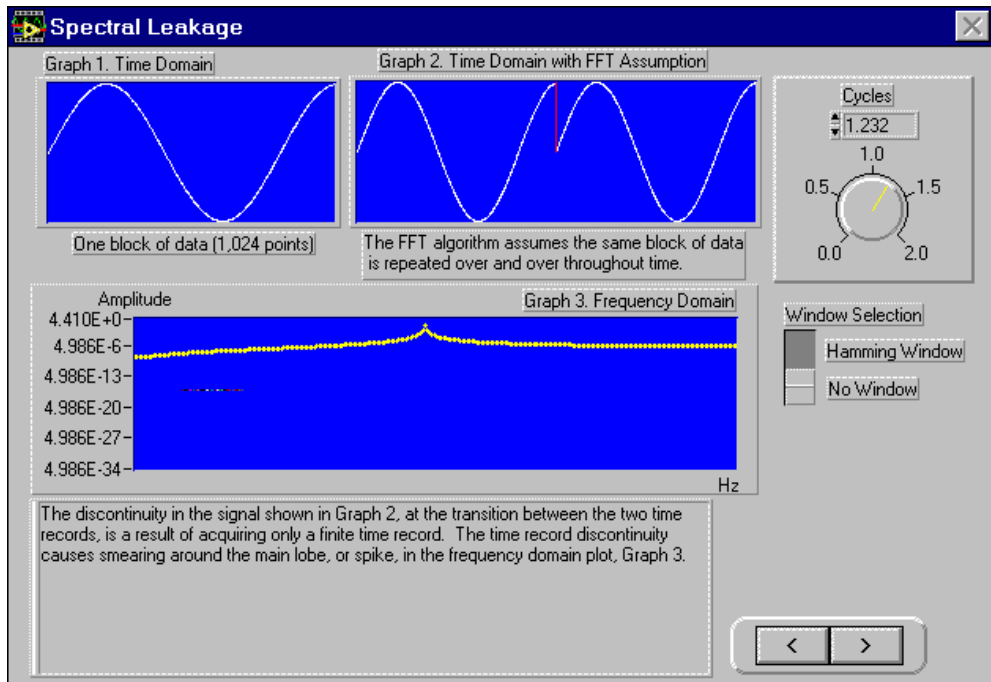 Spectral Leakage
Graph 1. Time Domain
Graph 2. Time Domain with FFT Assumption
One block of data (1,024 points)
The FFT algorithm assumes the same block of data
is repeated over and over throughout time.
Cycles
1.232
1.0
0.5
1.5
0.0
2.0
Amplitude
Graph 3. Frequency Domain
4.410E+0
4.986E-6
4.986E-13
4.986E-20
4.986E-27
4.986E-34
Hz
Window Selection
Hamming Window
No Window
The discontinuity in the signal shown in Graph 2, at the transition between the two time
records, is a result of acquiring only a finite time record.  The time record discontinuity
causes smearing around the main lobe, or spike, in the frequency domain plot, Graph 3.
< >